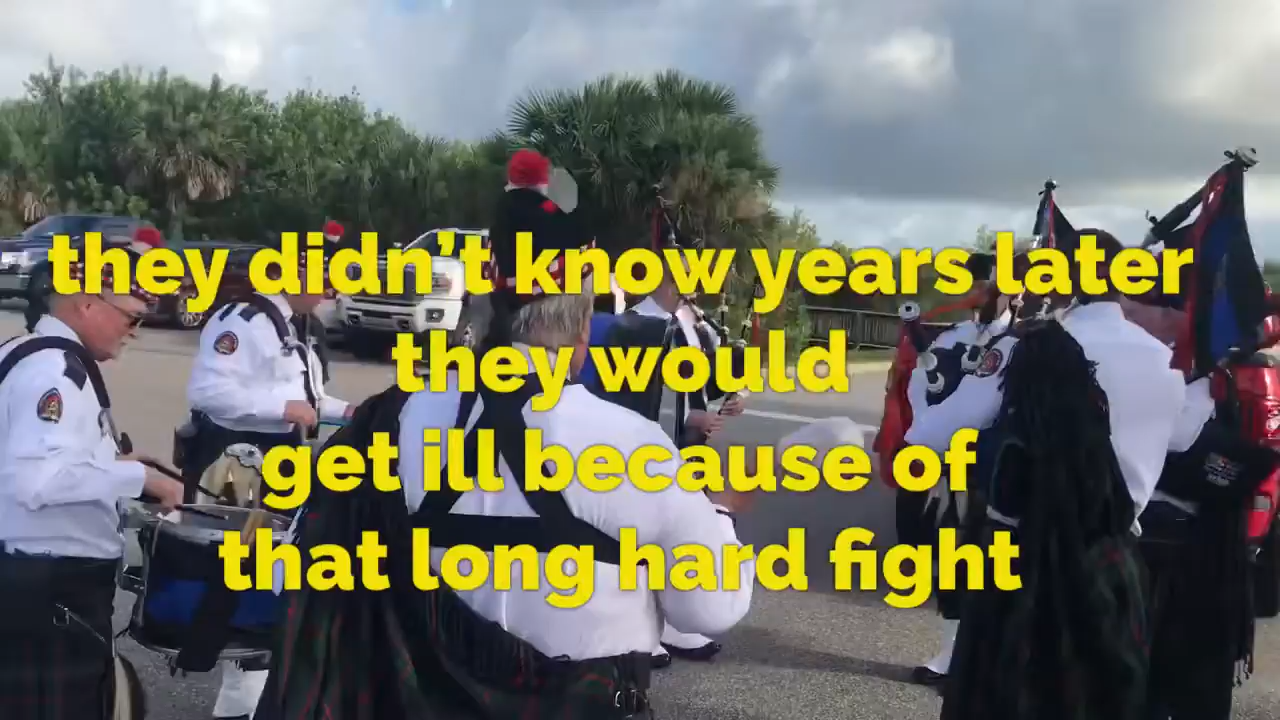 they didn't know years later
they would
get ill because of
that long hard fight